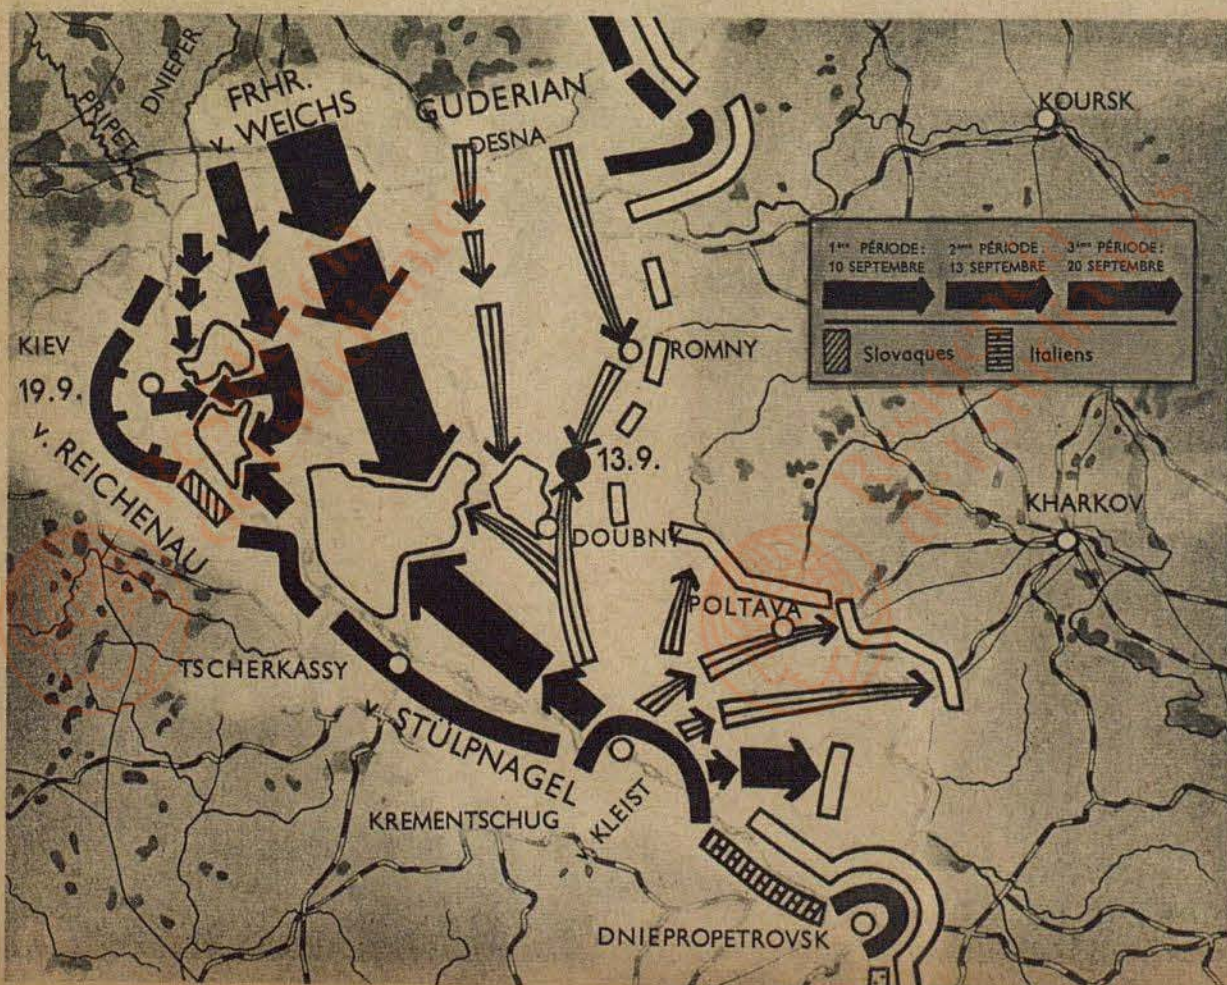 DNIEPER
PRIPET
FRHR.
v. WEICHS
GUDERIAN
DESNA
KOURSK
1ère PÉRIODE:
10 SEPTEMBRE
2ème PÉRIODE:
13 SEPTEMBRE
3ème PÉRIODE:
20 SEPTEMBRE
Slovaques
Italiens
ROMNY
KIEV
19.9.
v. REICHENAU
13.9.
DOUBNY
KHARKOV
POLTAVA
TSCHERKASSY
v. STÜLPNAGEL
KREMENTSCHUG
v. KLEIST
DNIEPROPETROVSK